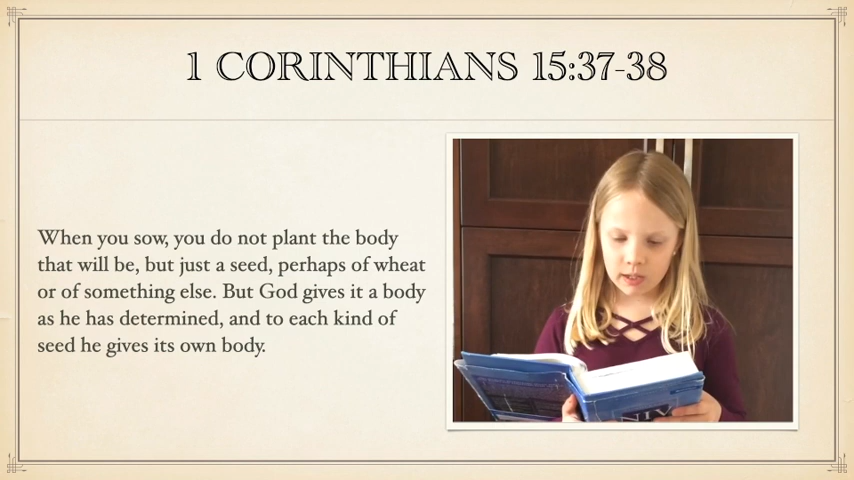 1 CORINTHIANS 15:37-38
When you sow, you do not plant the body
that will be, but just a seed, perhaps of wheat
or of something else. But God gives it a body
as he has determined, and to each kind of
seed he gives its own body.
NIV